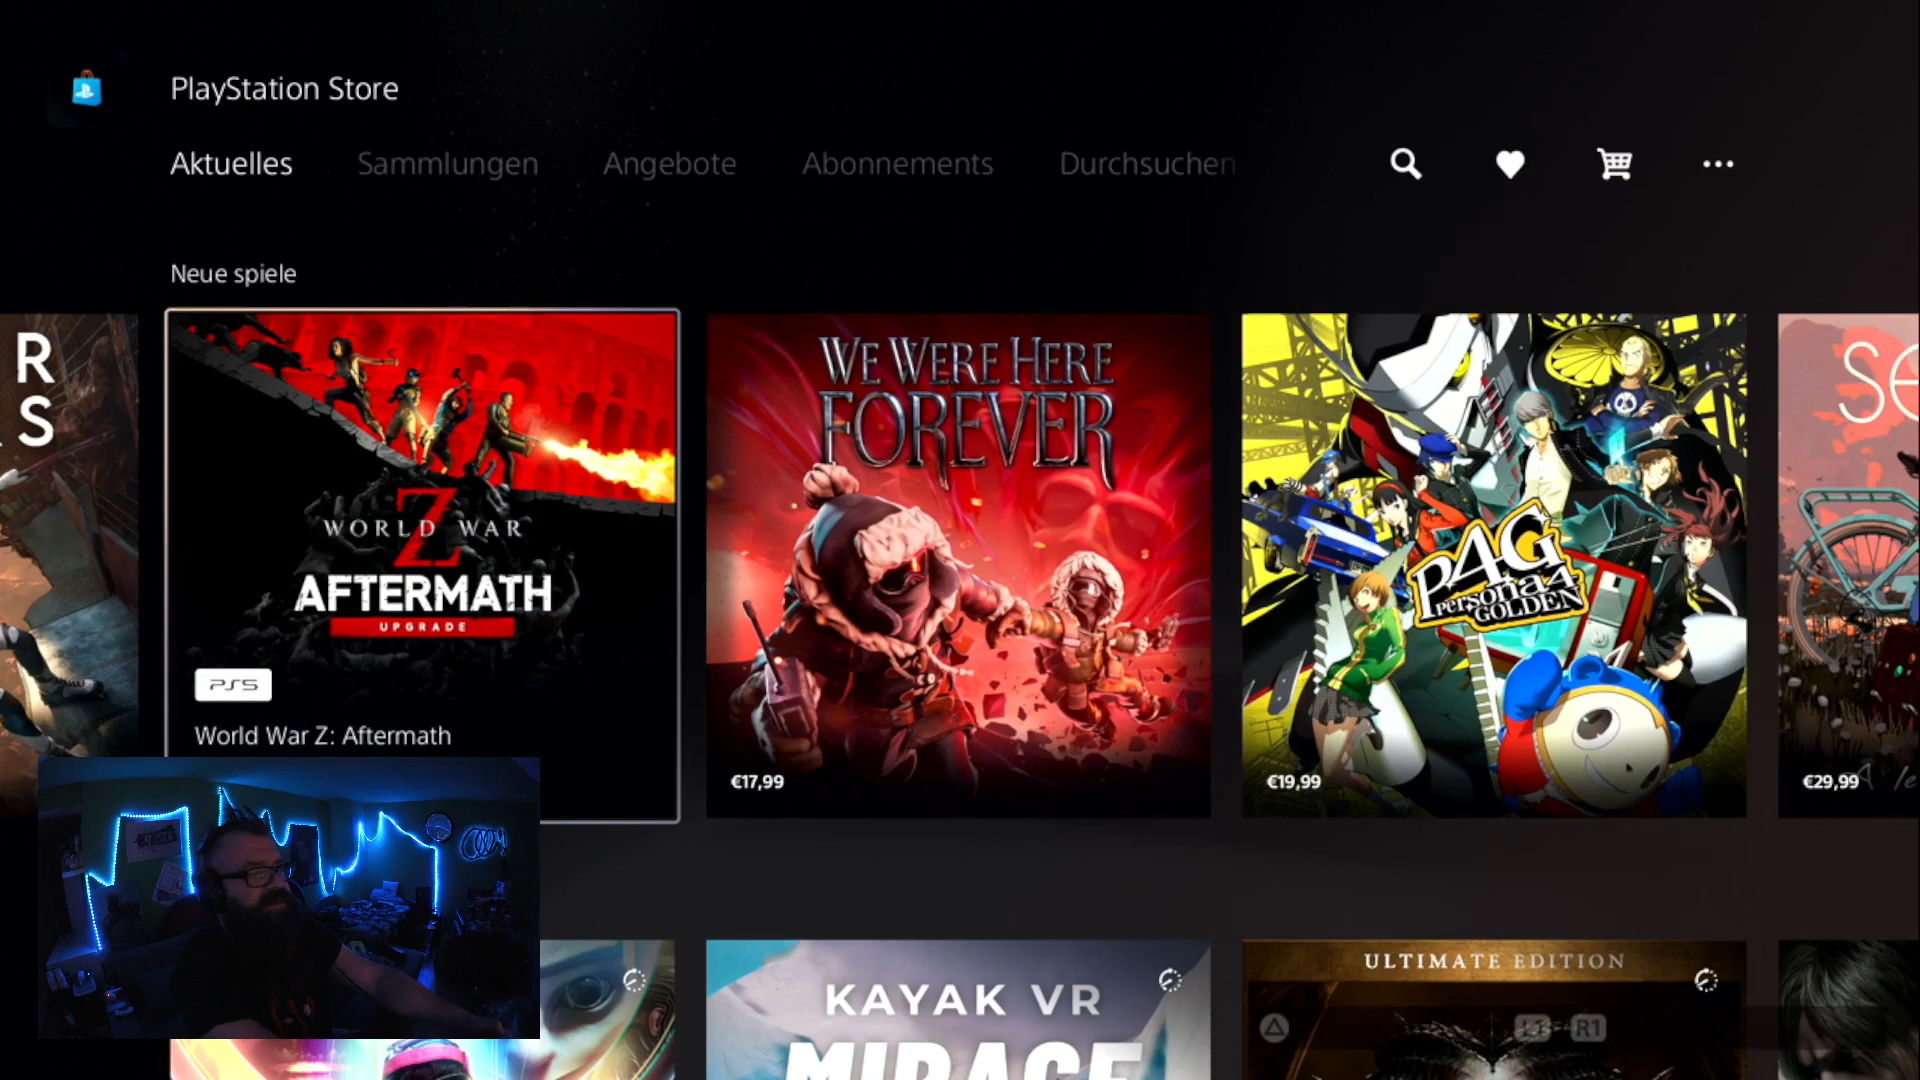 PlayStation Store
Aktuelles Sammlungen Angebote Abonnements Durchsuchen
Neue spiele
R
S
WORLD WAR
Z
AFTERMATH
UPGRADE
PS5
World War Z: Aftermath
WE WERE HERE
FOREVER
€17,99
P4G
Persona4
GOLDEN
€19,99
€29,99
KAYAK VR
MIRAGE
ULTIMATE EDITION
R1